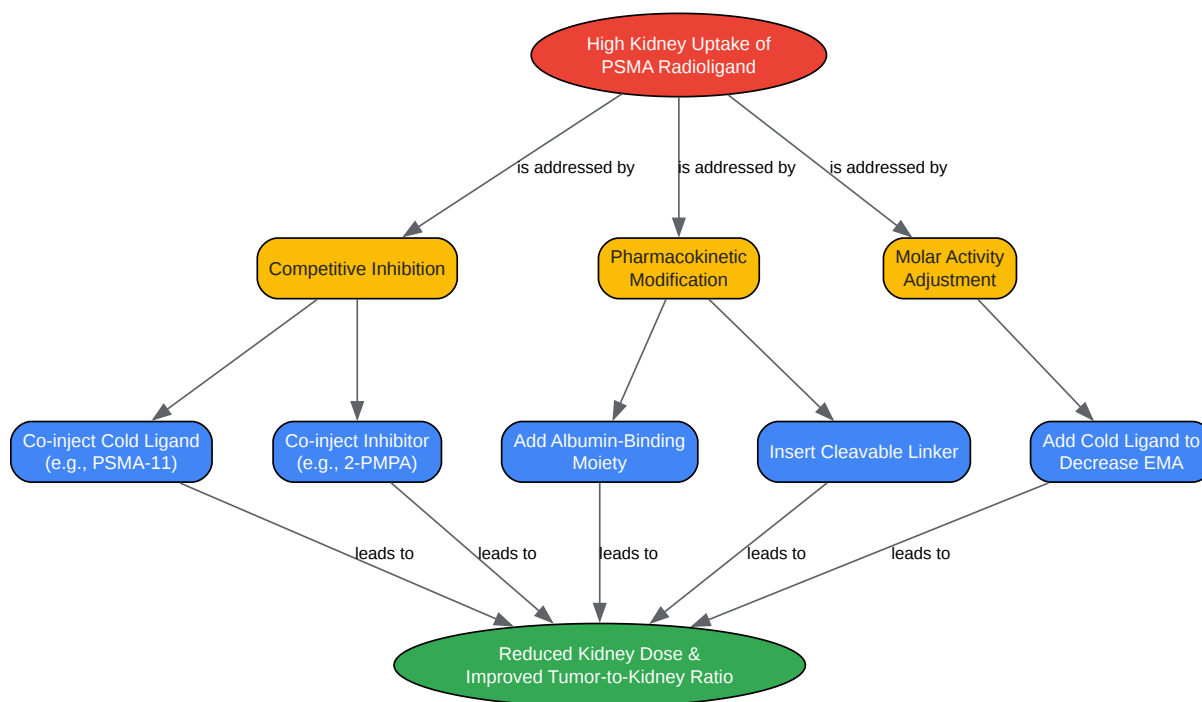 High Kidney Uptake of
PSMA Radioligand
is addressed by
is addressed by
is addressed by
Competitive Inhibition
Pharmacokinetic
Modification
Molar Activity
Adjustment
Co-inject Cold Ligand
(e.g., PSMA-11)
Co-inject Inhibitor
(e.g., 2-PMPA)
Add Albumin-Binding
Moiety
Insert Cleavable Linker
Add Cold Ligand to
Decrease EMA
leads to
leads to
leads to
leads to
leads to
Reduced Kidney Dose &
Improved Tumor-to-Kidney Ratio